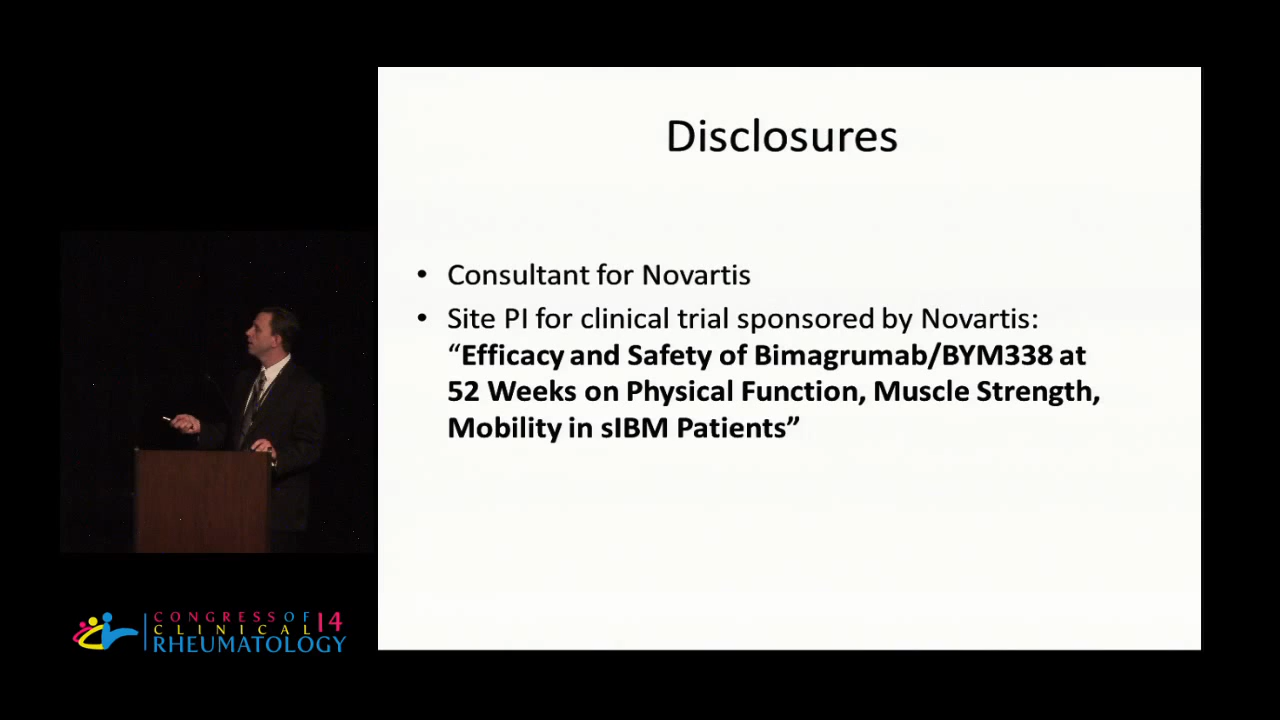 Disclosures
• Consultant for Novartis
• Site PI for clinical trial sponsored by Novartis:
“Efficacy and Safety of Bimagrumab/BYM338 at
52 Weeks on Physical Function, Muscle Strength,
Mobility in sIBM Patients”
CONGRESS OF 14
CLINICAL
RHEUMATOLOGY